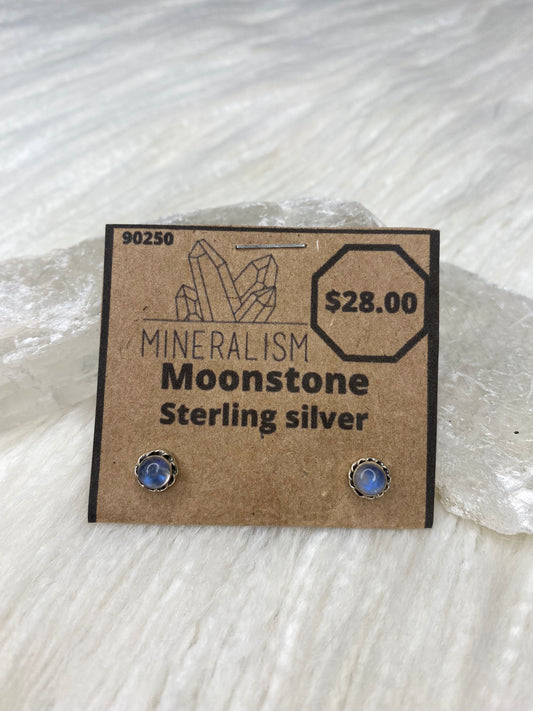 90250
$28.00
MINERALISM
Moonstone
Sterling silver